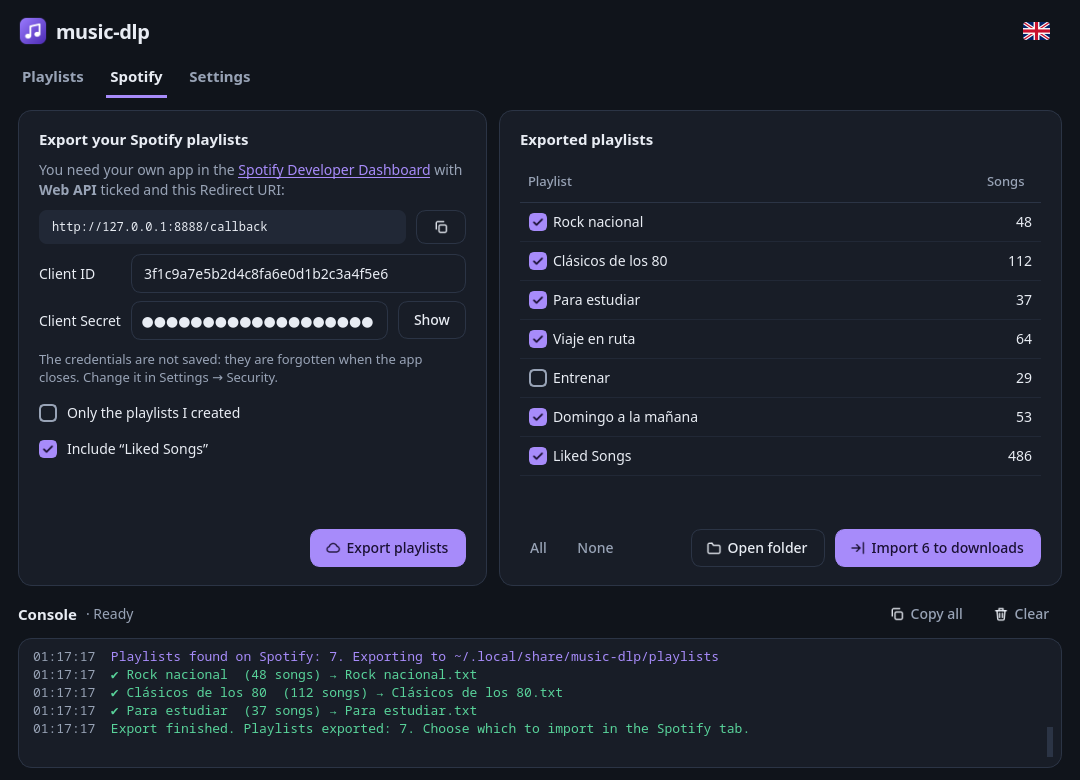 music-dlp
Playlists Spotify Settings
Export your Spotify playlists
You need your own app in the Spotify Developer Dashboard with
Web API ticked and this Redirect URI:
http://127.0.0.1:8888/callback
Client ID 3f1c9a7e5b2d4c8fa6e0d1b2c3a4f5e6
Client Secret ●●●●●●●●●●●●●●●●●●● Show
The credentials are not saved: they are forgotten when the app
closes. Change it in Settings → Security.
Only the playlists I created
Include “Liked Songs”
Export playlists
Exported playlists
Playlist Songs
Rock nacional 48
Clásicos de los 80 112
Para estudiar 37
Viaje en ruta 64
Entrenar 29
Domingo a la mañana 53
Liked Songs 486
All None Open folder Import 6 to downloads
Console · Ready Copy all Clear
01:17:17 Playlists found on Spotify: 7. Exporting to ~/.local/share/music-dlp/playlists
01:17:17 ✔ Rock nacional (48 songs) → Rock nacional.txt
01:17:17 ✔ Clásicos de los 80 (112 songs) → Clásicos de los 80.txt
01:17:17 ✔ Para estudiar (37 songs) → Para estudiar.txt
01:17:17 Export finished. Playlists exported: 7. Choose which to import in the Spotify tab.